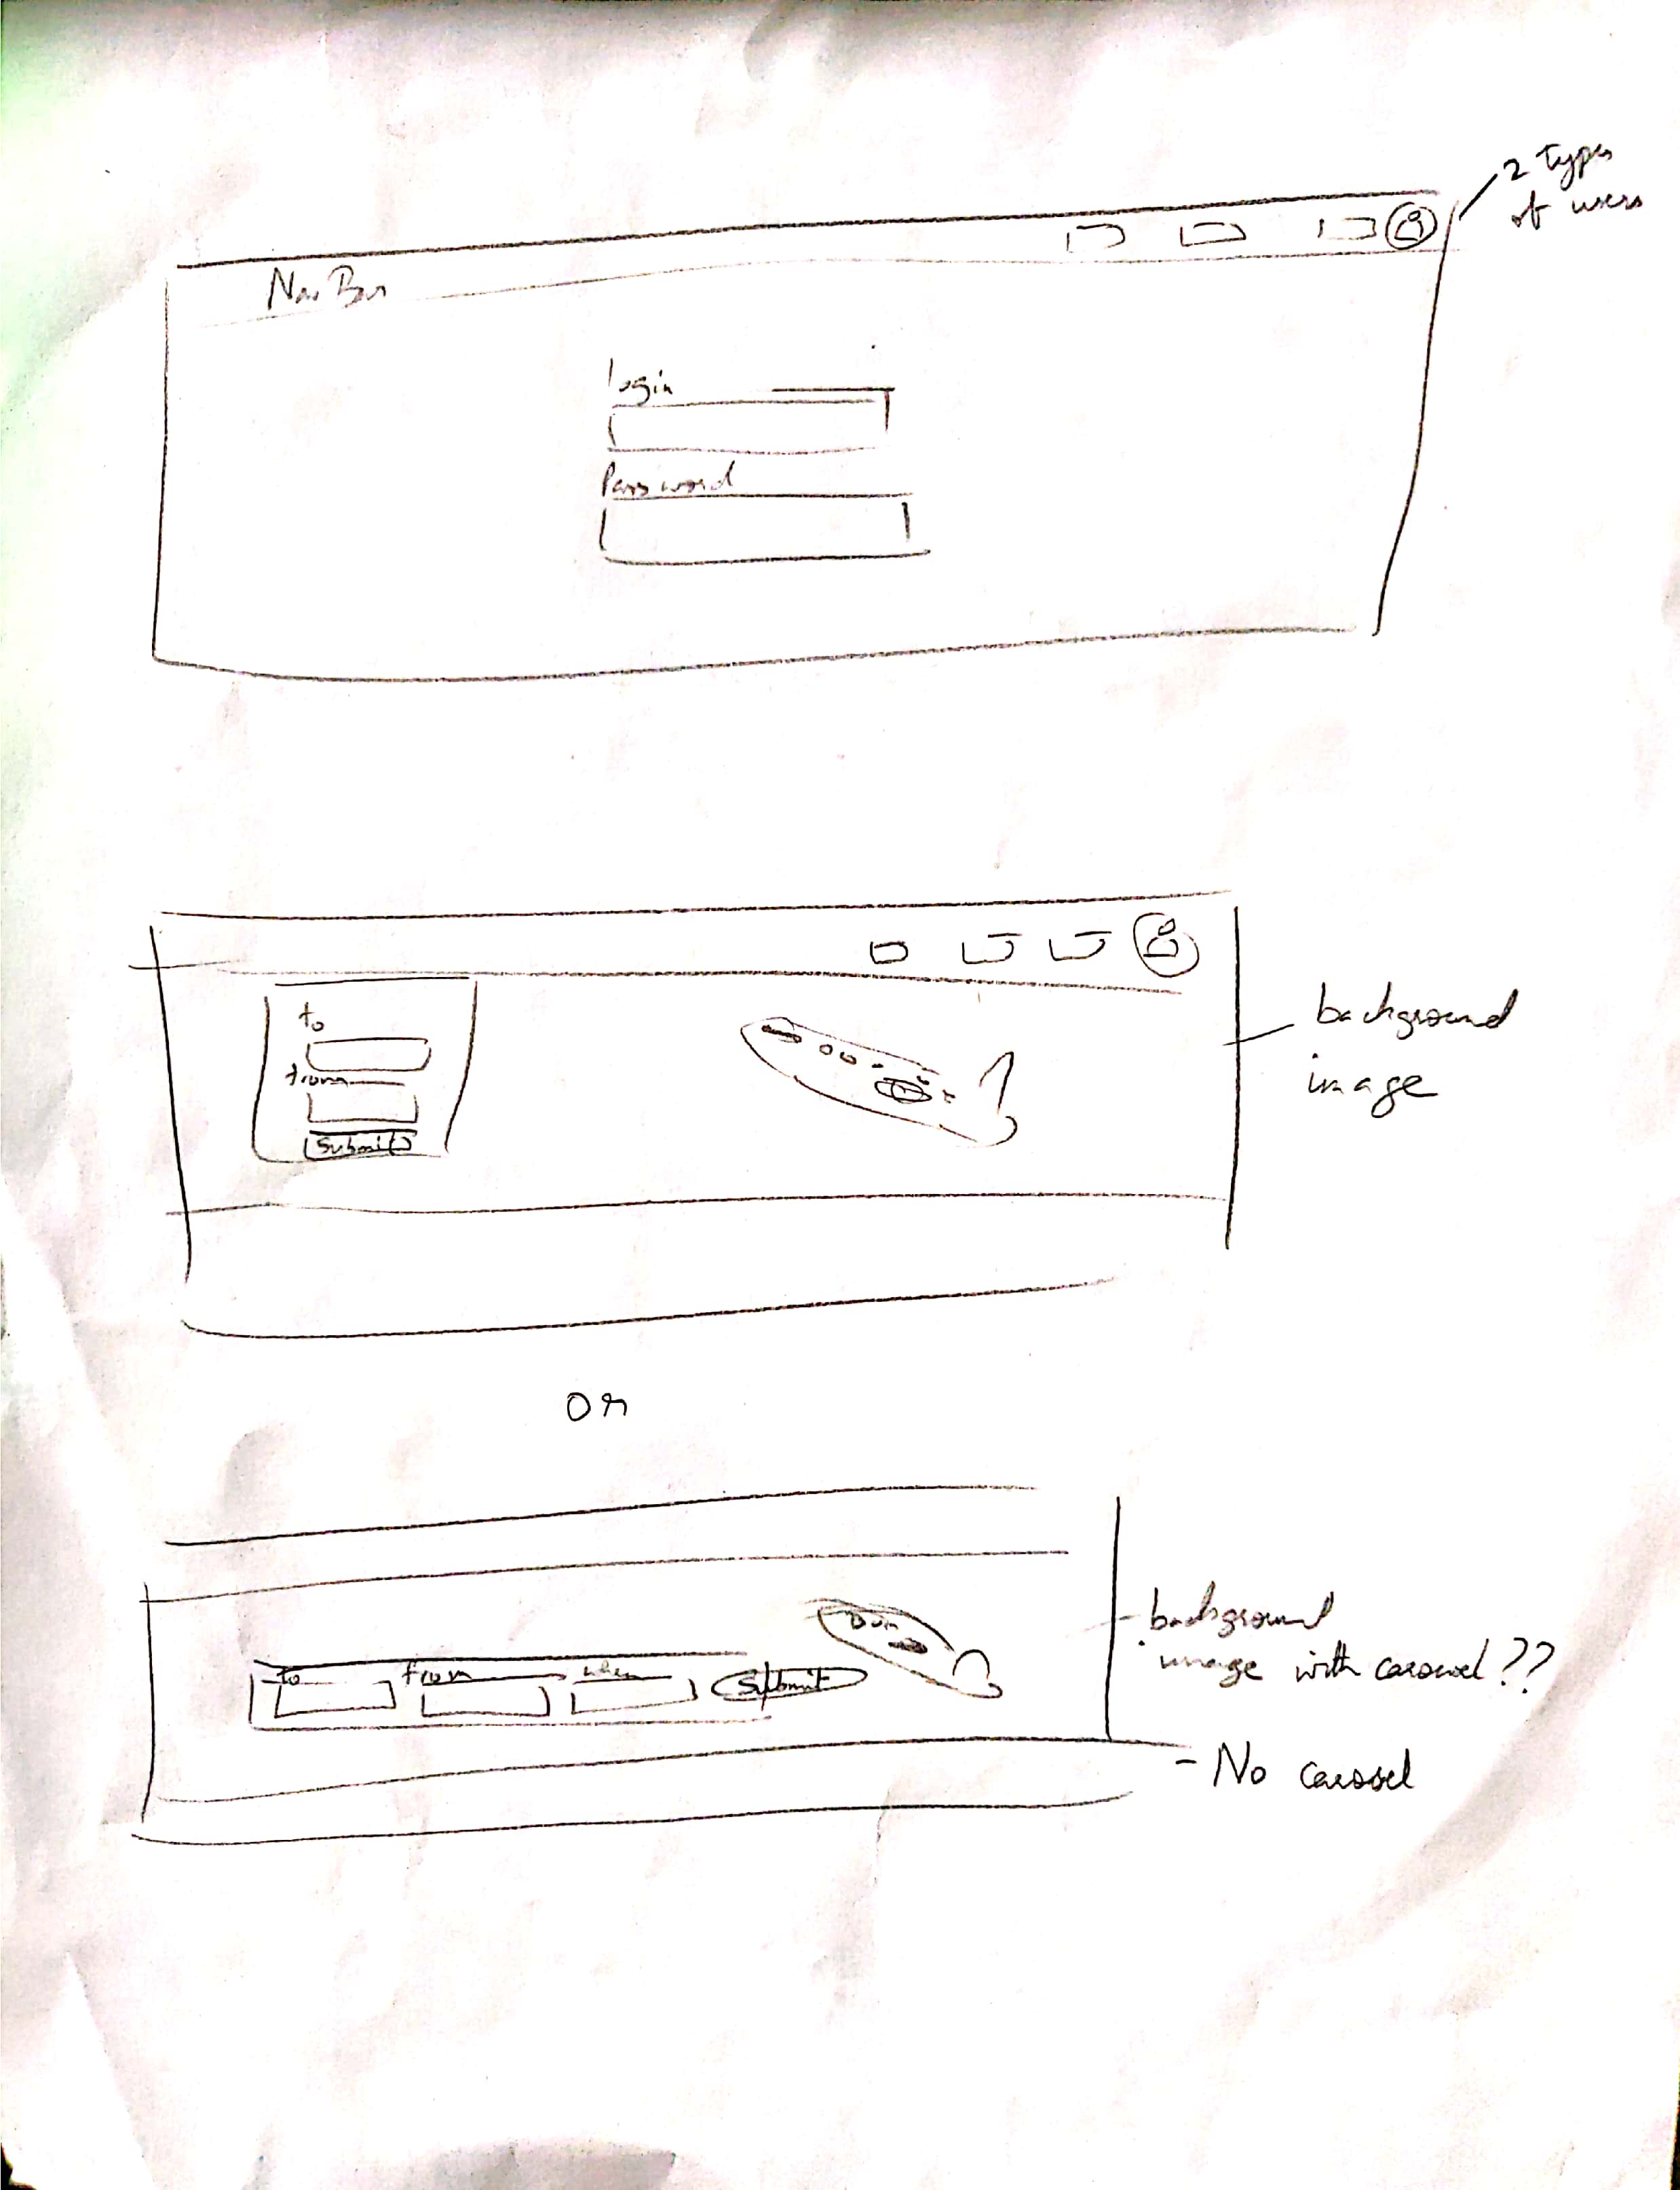 2 types
of users
Nav Bar
login
Password
to
from
Submit
background
image
or
to
from
when
Submit
background
image with carousel ??
- No carosel